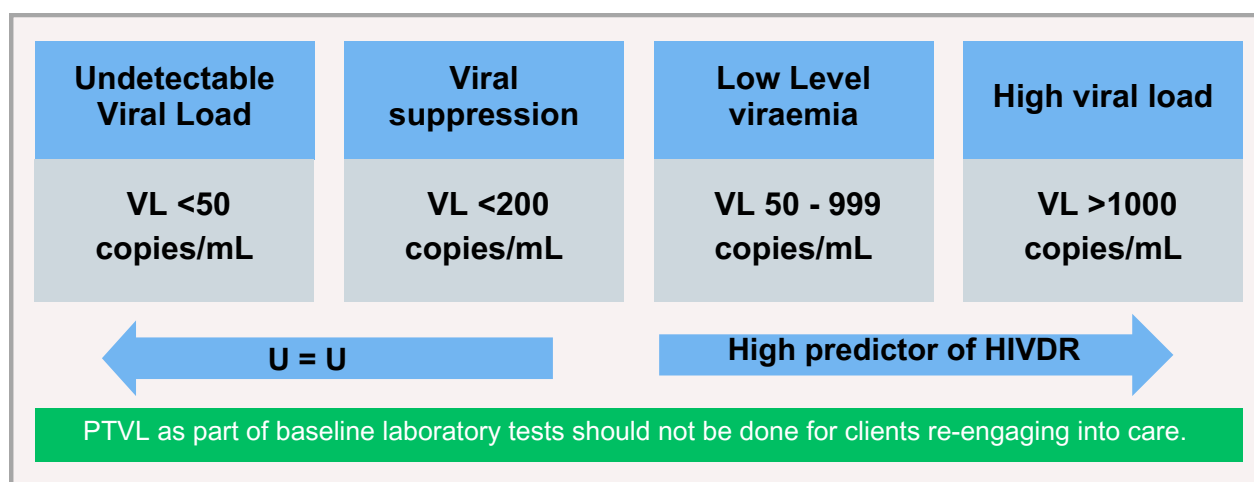 Undetectable
Viral Load
Viral
suppression
Low Level
viraemia
High viral load
VL <50
copies/mL
VL <200
copies/mL
VL 50 - 999
copies/mL
VL >1000
copies/mL
U = U
High predictor of HIVDR
PTVL as part of baseline laboratory tests should not be done for clients re-engaging into care.